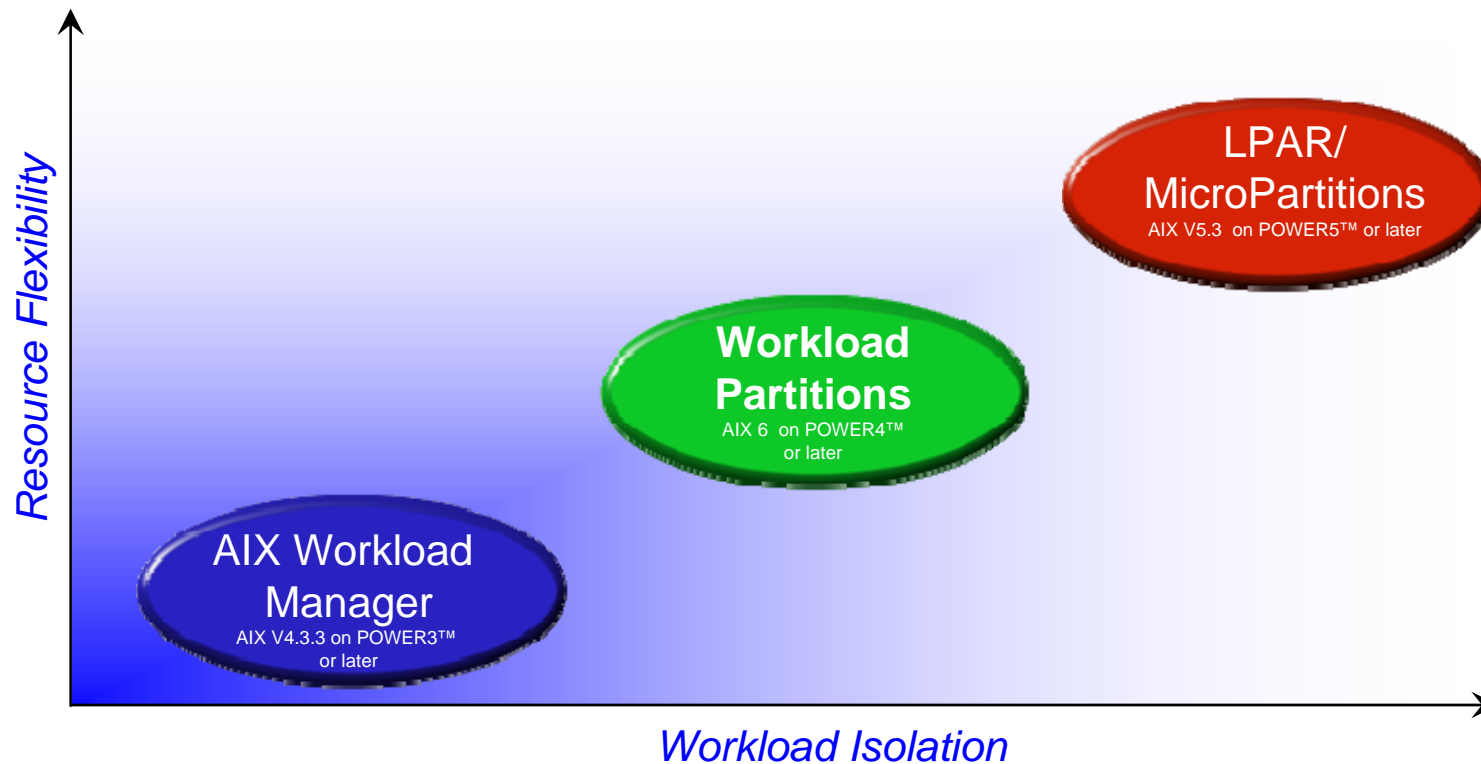 Resource Flexibility
LPAR/
MicroPartitions
AIX V5.3 on POWER5™ or later
Workload
Partitions
AIX 6 on POWER4™
or later
AIX Workload
Manager
AIX V4.3.3 on POWER3™
or later
Workload Isolation